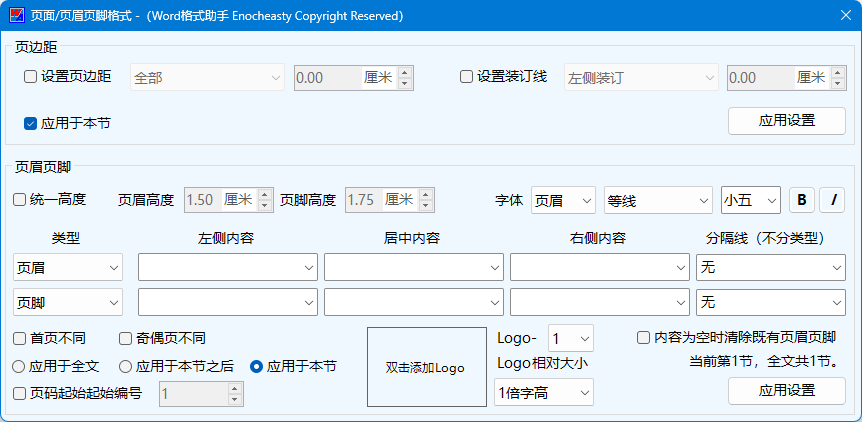 页面/页眉页脚格式 -（Word格式助手 Enocheasty Copyright Reserved）
页边距
设置页边距 全部 0.00 厘米 设置装订线 左侧装订 0.00 厘米
应用于本节 应用设置
页眉页脚
统一高度 页眉高度 1.50 厘米 页脚高度 1.75 厘米 字体 页眉 等线 小五 B I
类型 左侧内容 居中内容 右侧内容 分隔线（不分类型）
页眉 无
页脚 无
首页不同 奇偶页不同 Logo- 1 内容为空时清除既有页眉页脚
应用于全文 应用于本节之后 应用于本节 双击添加Logo Logo相对大小 当前第1节，全文共1节。
页码起始起始编号 1 1倍字高 应用设置